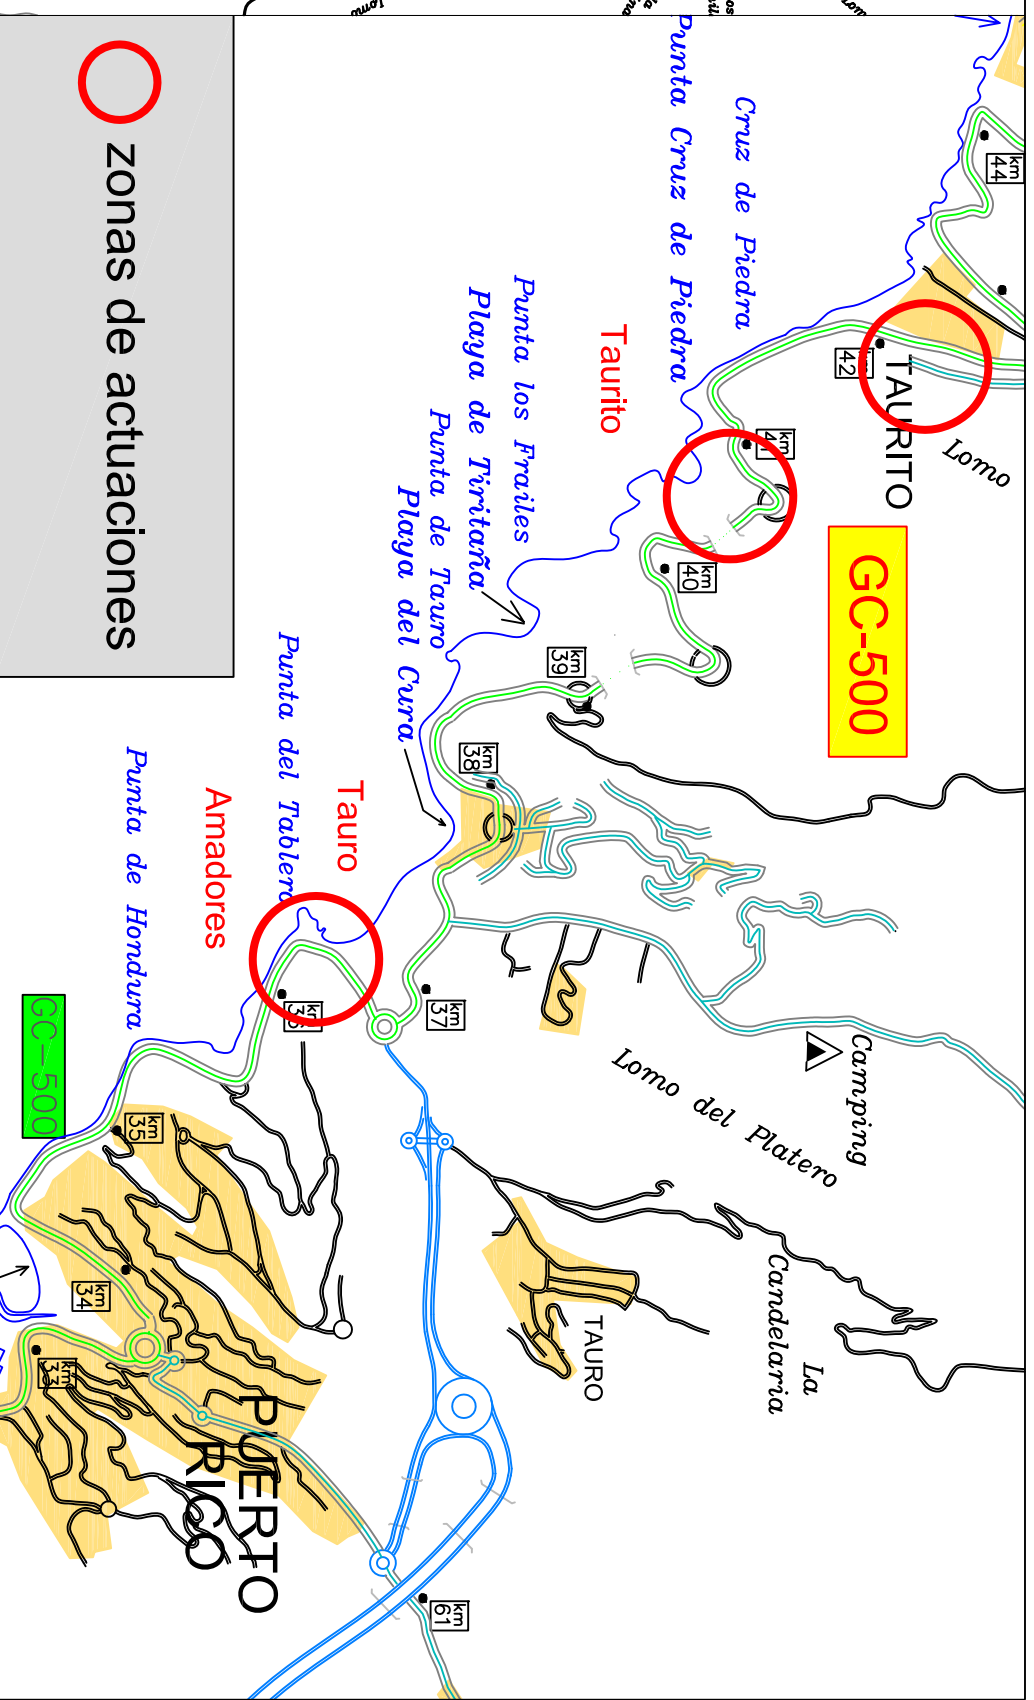 zonas de actuaciones
GC-500
km
44
Cruz de Piedra
Punta Cruz de Piedra
TAURITO
42
Lomo
Taurito
41
km
40
Punta los Frailes
Playa de Tiritaña
Punta de Tauro
Playa del Cura
km
39
km
38
Tauro
Amadores
Punta del Tablero
Punta de Hondura
km
37
36
Camping
Lomo del Platero
La
Candelaria
TAURO
GC-500
km
35
km
34
km
33
PUERTO
RICO
km
61
Lomo